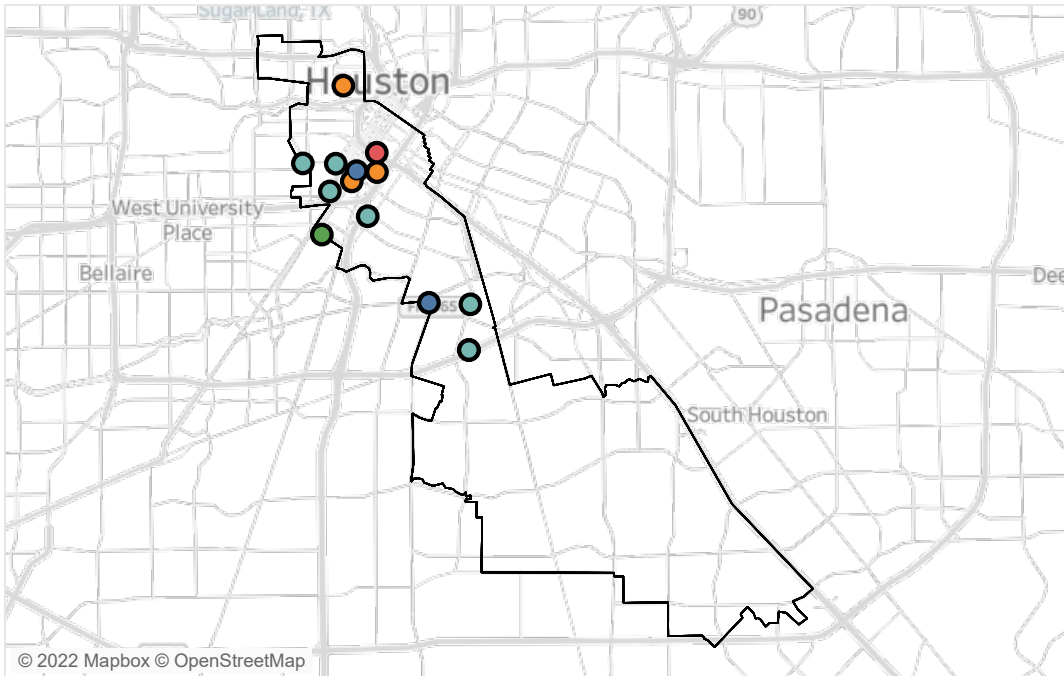 Sugar Land, TX
90
Houston
West University
Place
Bellaire
Pasadena
South Houston
© 2022 Mapbox © OpenStreetMap